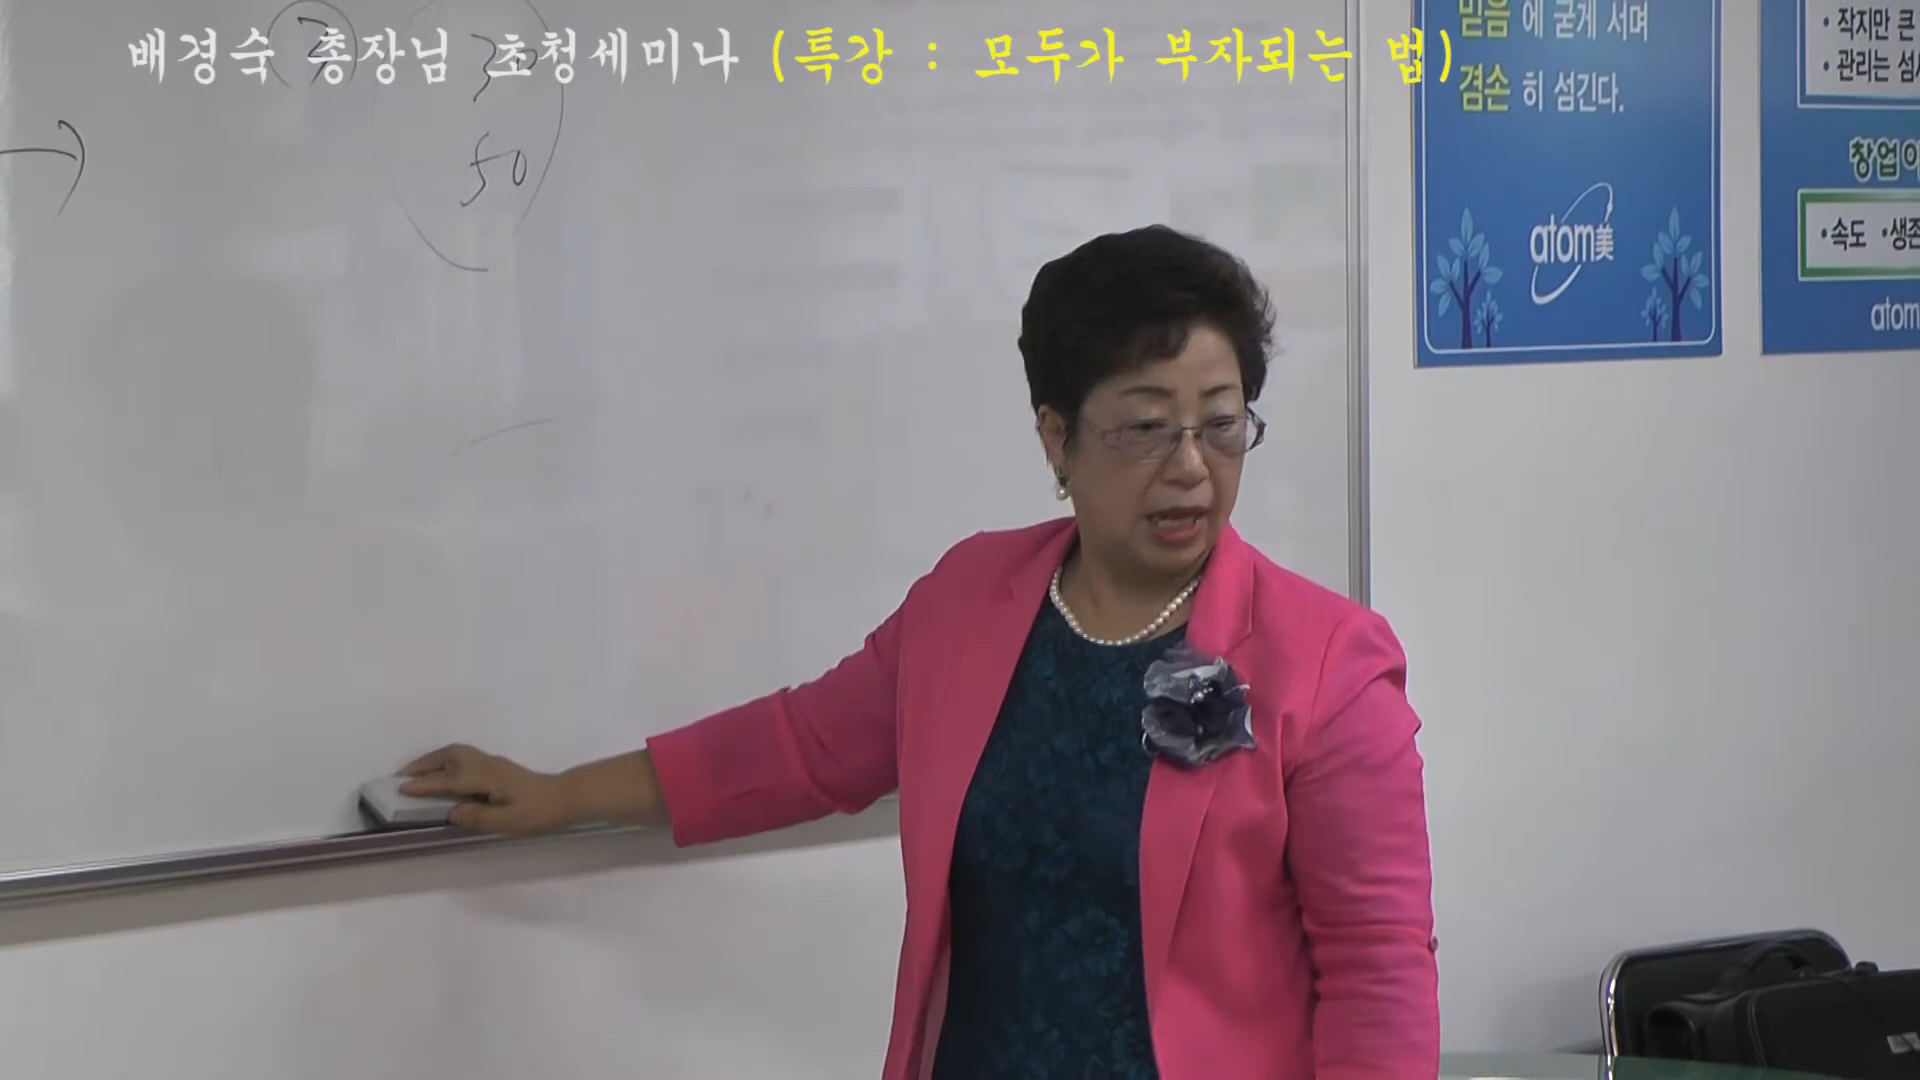 배경숙 총장님 초청세미나 (특강 : 모두가 부자되는 법)
50
믿음 에 굳게 서며
겸손 히 섬긴다.
atom美
• 작지만 큰
• 관리는 섬
창업이
•속도 •생존
atom